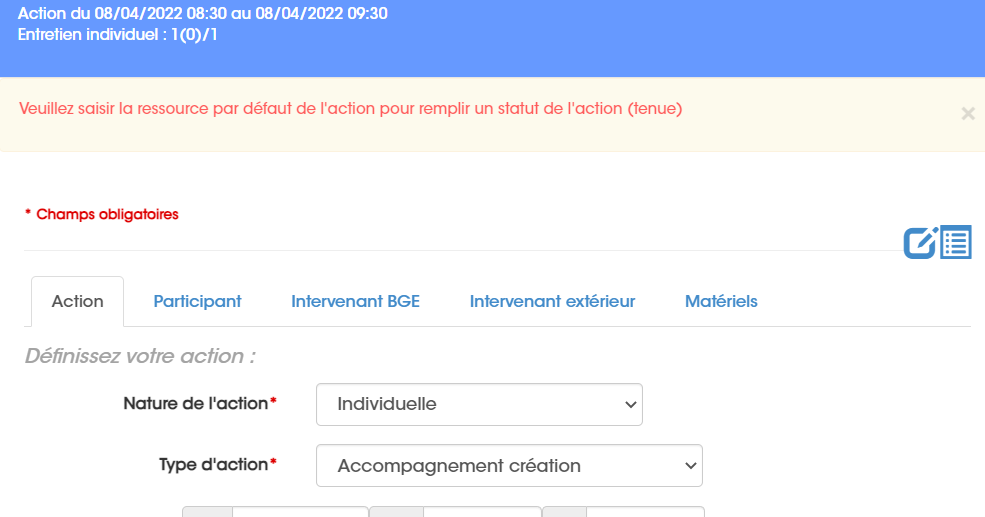 Action du 08/04/2022 08:30 au 08/04/2022 09:30
Entretien individuel : 1(0)/1
Veuillez saisir la ressource par défaut de l'action pour remplir un statut de l'action (tenue)
×
* Champs obligatoires
Action Participant Intervenant BGE Intervenant extérieur Matériels
Définissez votre action :
Nature de l'action* Individuelle
Type d'action* Accompagnement création